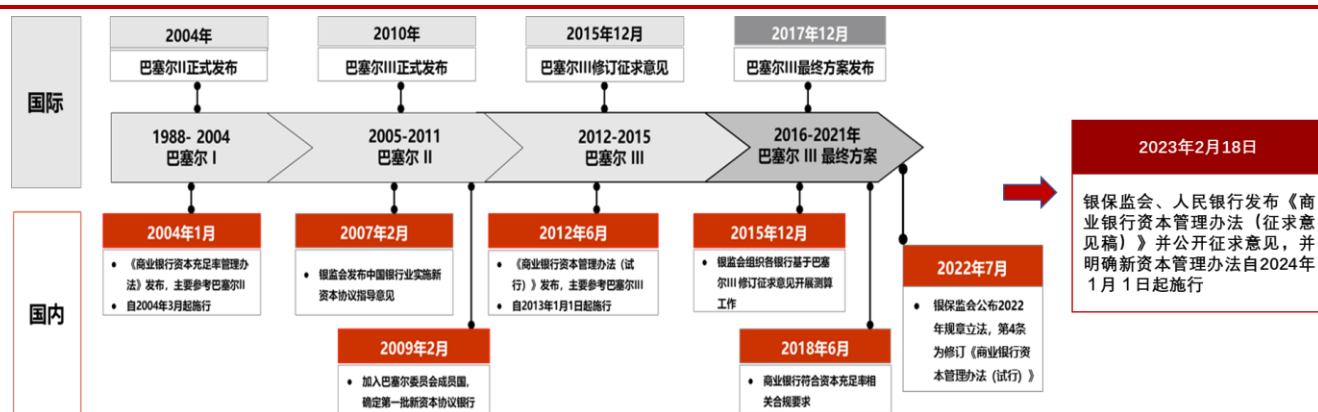 国际
2004年
巴塞尔II正式发布
2010年
巴塞尔III正式发布
2015年12月
巴塞尔III修订征求意见
2017年12月
巴塞尔III最终方案发布
1988- 2004
巴塞尔 I
2005-2011
巴塞尔 II
2012-2015
巴塞尔 III
2016-2021年
巴塞尔 III 最终方案
国内
2004年1月
• 《商业银行资本充足率管理办
法》发布，主要参考巴塞尔II
• 自2004年3月起施行
2007年2月
• 银监会发布中国银行业实施新
资本协议指导意见
2009年2月
• 加入巴塞尔委员会成员国，
确定第一批新资本协议银行
2012年6月
• 《商业银行资本管理办法（试
行）》发布，主要参考巴塞尔III
• 自2013年1月1日起施行
2015年12月
• 银监会组织各银行基于巴塞
尔III 修订征求意见开展测算
工作
2018年6月
• 商业银行符合资本充足率相
关合规要求
2022年7月
• 银保监会公布2022
年规章立法，第4条
为修订《商业银行资
本管理办法（试行）》
2023年2月18日
银保监会、人民银行发布《商
业银行资本管理办法（征求意
见稿）》并公开征求意见，并
明确新资本管理办法自2024年
1月 1日起施行